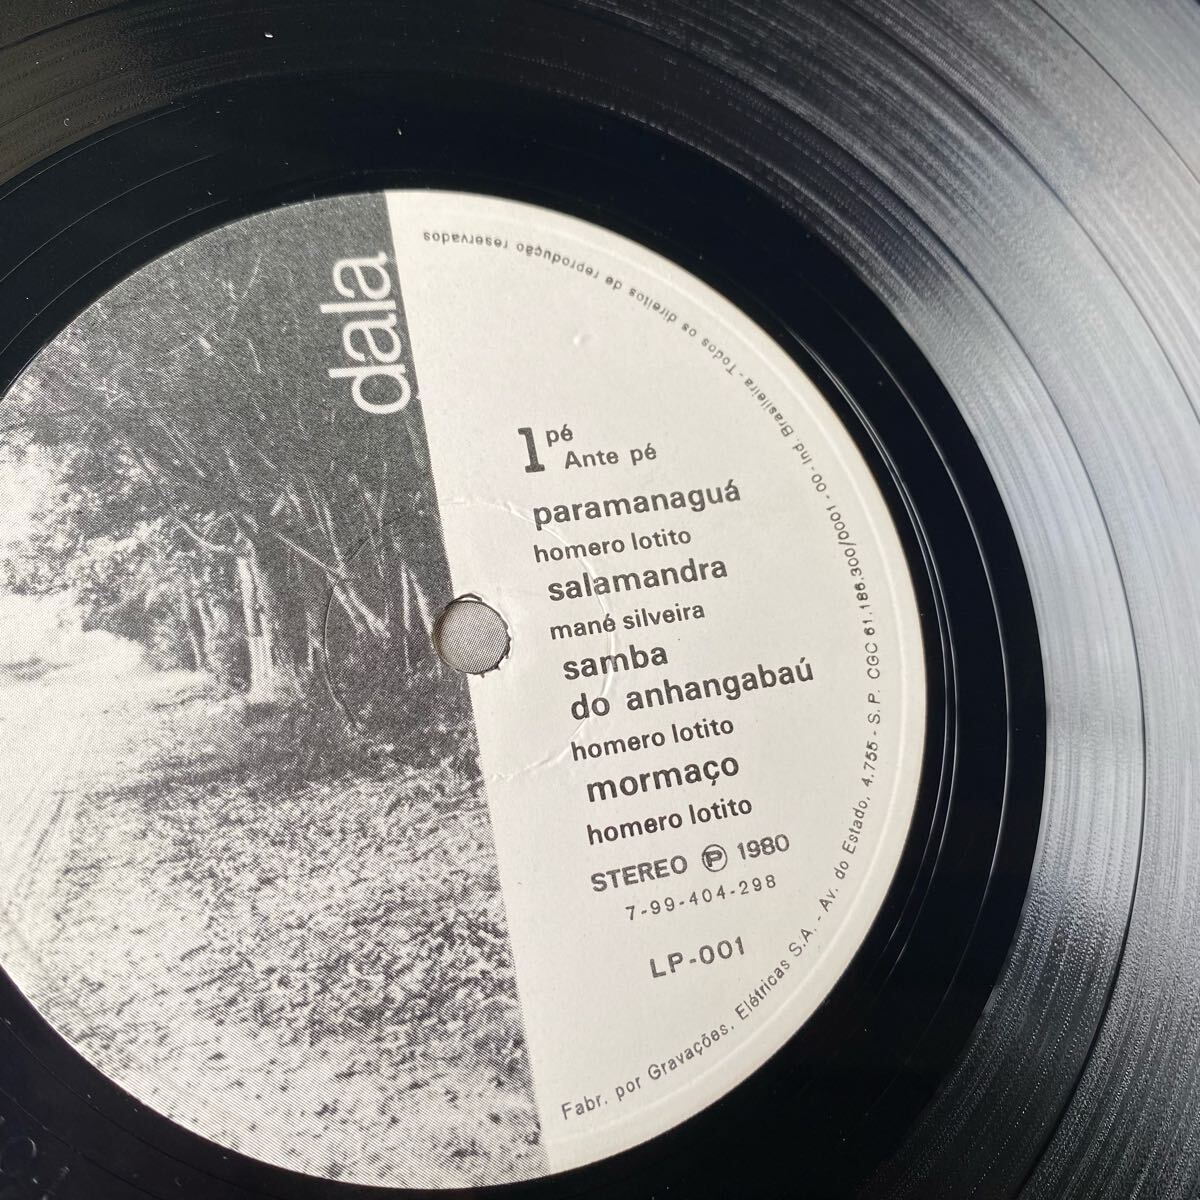 dala
1 pé
Ante pé
paramanaguá
homero lotito
salamandra
mané silveira
samba
do anhangabaú
homero lotito
mormaço
homero lotito
STEREO Ⓟ 1980
7-99-404-298
LP-001
Fabr. por Gravações, Elétricas S.A. - Av. do Estado, 4.755 - S. P. CGC 61.186.300/0001 - 00 - Ind. Brasileira - Todos os direitos de reprodução reservados